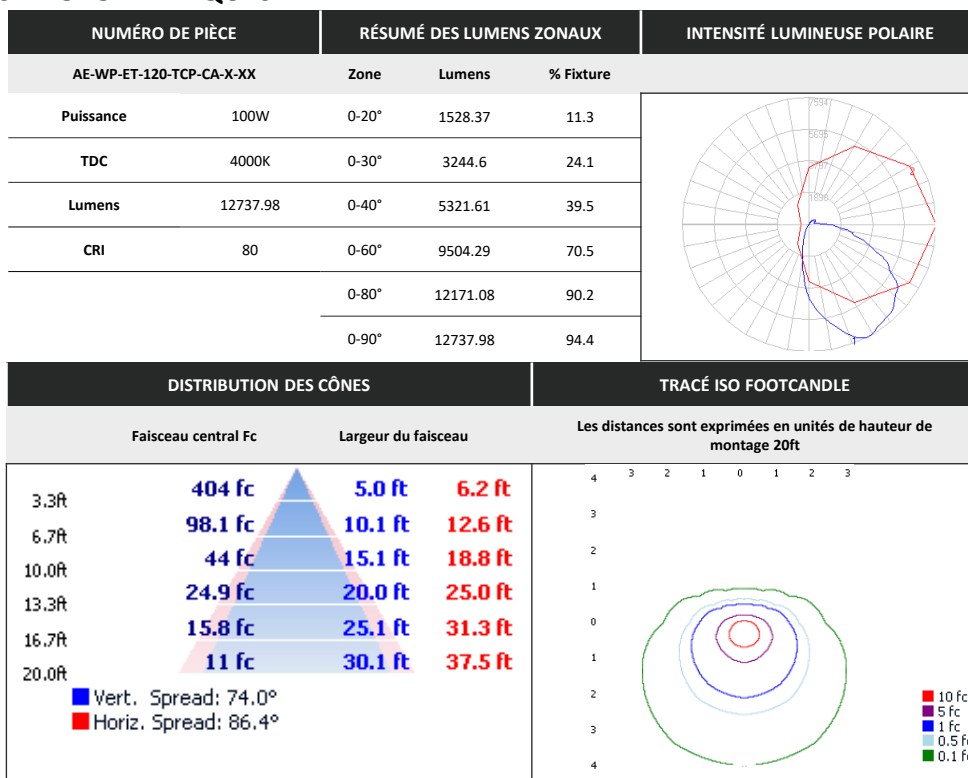 NUMÉRO DE PIÈCE
AE-WP-ET-120-TCP-CA-X-XX
Puissance 100W
TDC 4000K
Lumens 12737.98
CRI 80
RÉSUMÉ DES LUMENS ZONAUX
Zone Lumens % Fixture
0-20° 1528.37 11.3
0-30° 3244.6 24.1
0-40° 5321.61 39.5
0-60° 9504.29 70.5
0-80° 12171.08 90.2
0-90° 12737.98 94.4
INTENSITÉ LUMINEUSE POLAIRE
7594
5695
1898
2
1
DISTRIBUTION DES CÔNES
Faisceau central Fc Largeur du faisceau
3.3ft 404 fc 5.0 ft 6.2 ft
6.7ft 98.1 fc 10.1 ft 12.6 ft
10.0ft 44 fc 15.1 ft 18.8 ft
13.3ft 24.9 fc 20.0 ft 25.0 ft
16.7ft 15.8 fc 25.1 ft 31.3 ft
20.0ft 11 fc 30.1 ft 37.5 ft
Vert. Spread: 74.0°
Horiz. Spread: 86.4°
TRACÉ ISO FOOTCANDLE
Les distances sont exprimées en unités de hauteur de
montage 20ft
4 3 2 1 0 1 2 3
3
2
1
0
1
2
3
4
10 fc
5 fc
1 fc
0.5 f
0.1 f